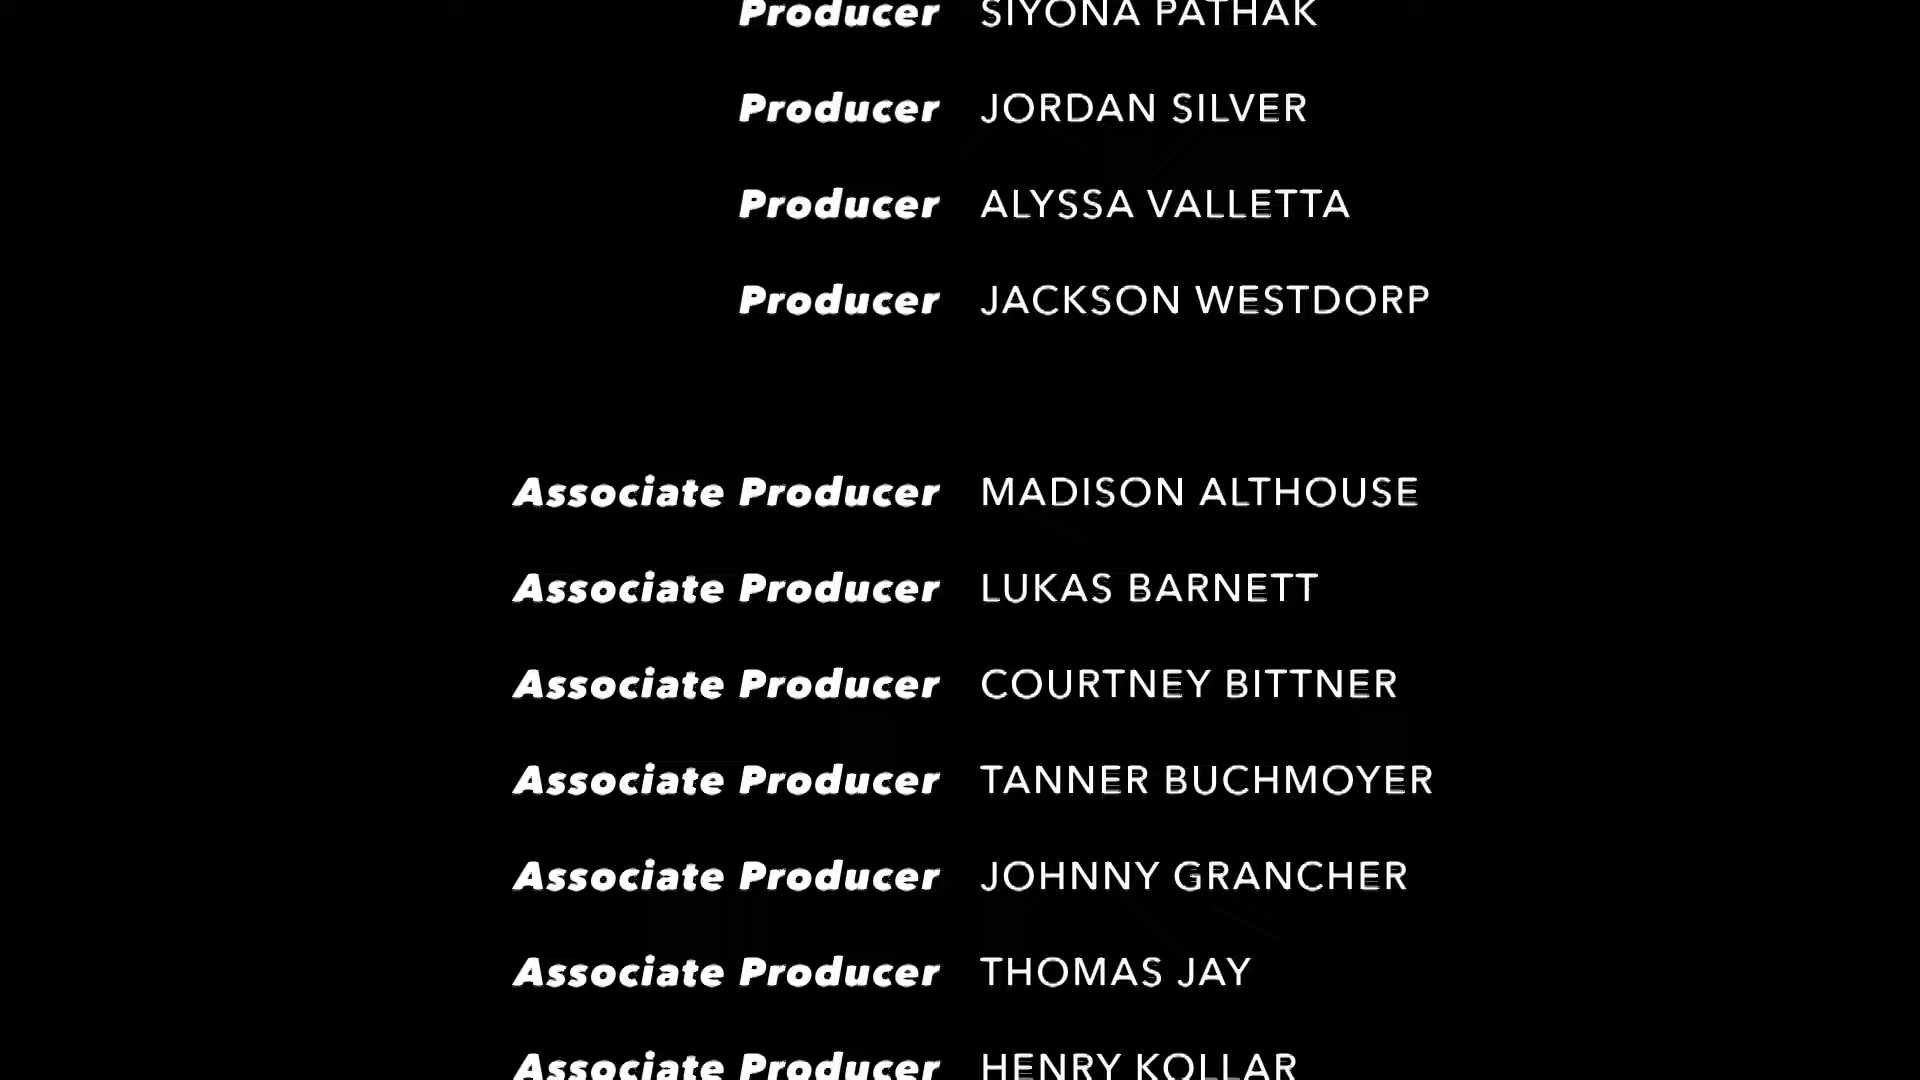 Producer SIYONA PATHAK
Producer JORDAN SILVER
Producer ALYSSA VALLETTA
Producer JACKSON WESTDORP
Associate Producer MADISON ALTHOUSE
Associate Producer LUKAS BARNETT
Associate Producer COURTNEY BITTNER
Associate Producer TANNER BUCHMOYER
Associate Producer JOHNNY GRANCHER
Associate Producer THOMAS JAY
Associate Producer HENRY KOLLAR